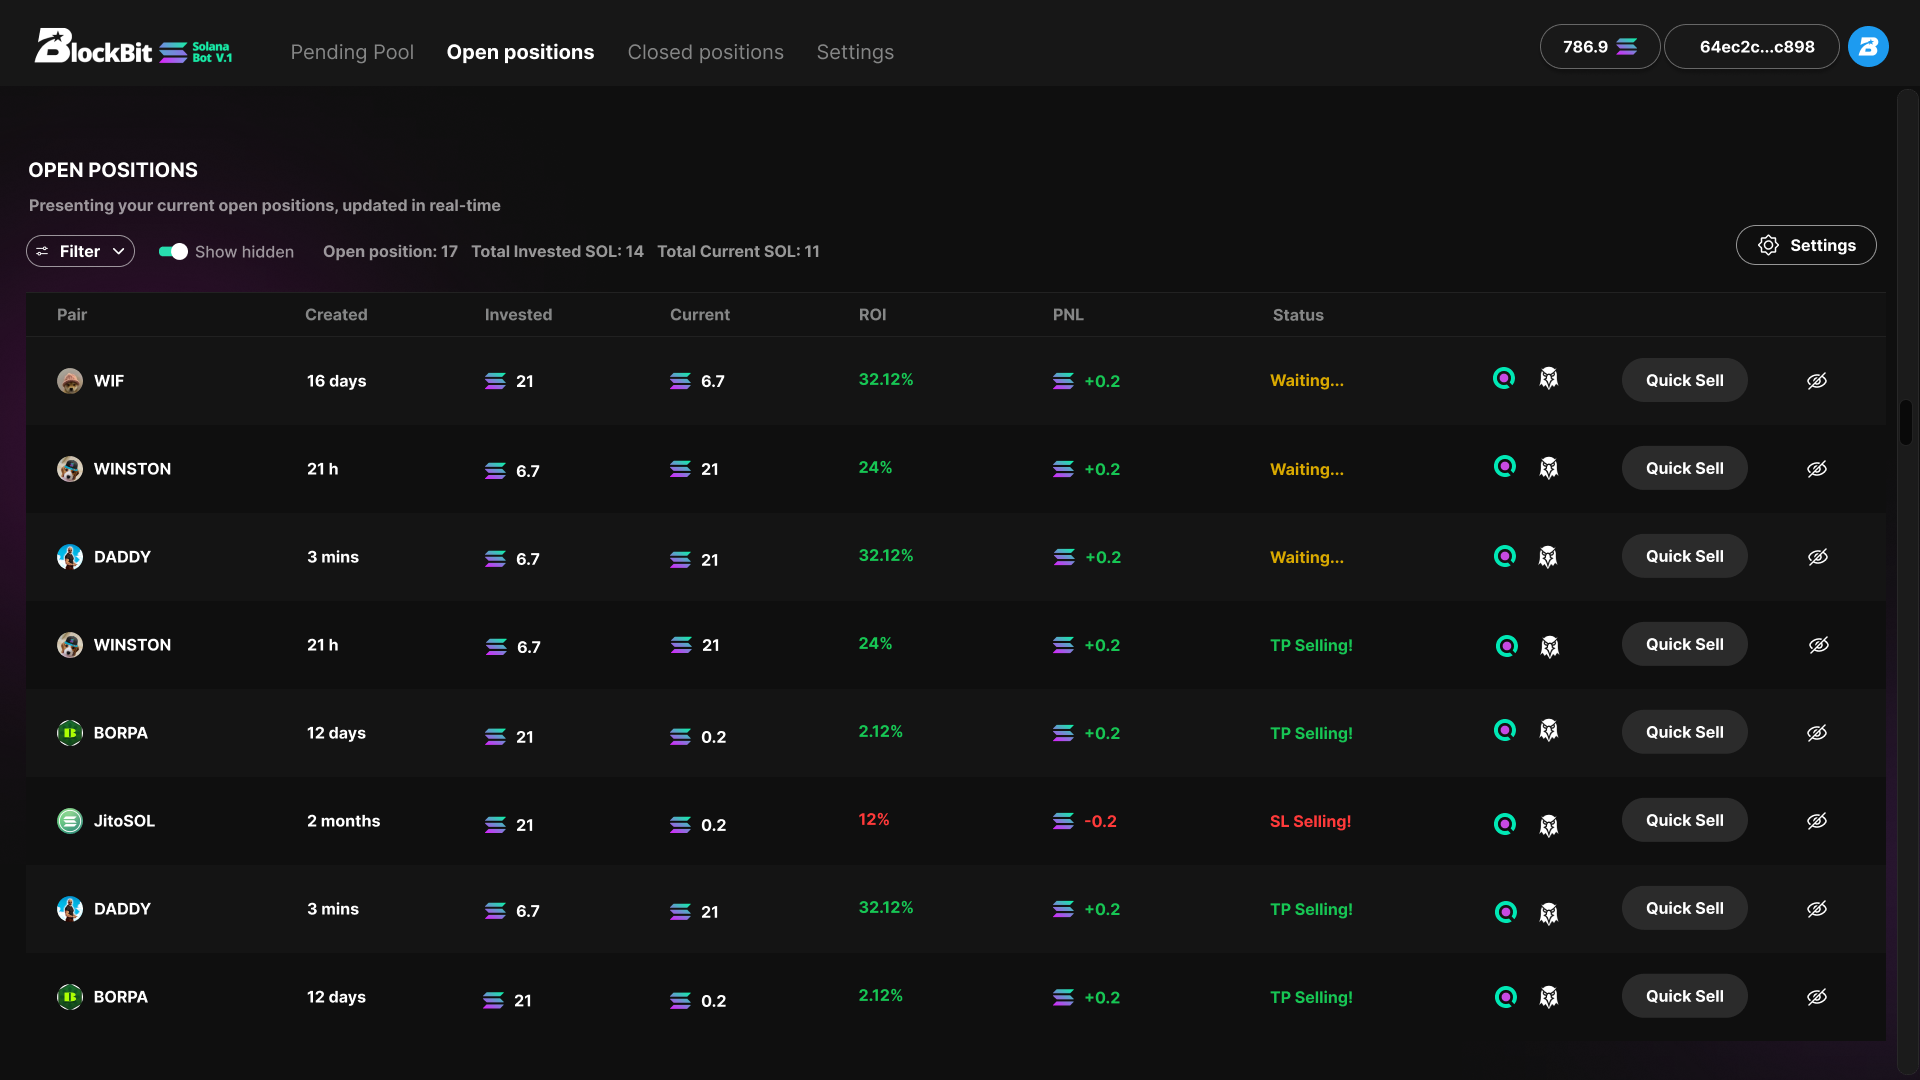 BlockBit Solana Bot V.1 Pending Pool Open positions Closed positions Settings 786.9 64ec2c...c898
OPEN POSITIONS
Presenting your current open positions, updated in real-time
Filter Show hidden Open position: 17 Total Invested SOL: 14 Total Current SOL: 11 Settings
Pair Created Invested Current ROI PNL Status
WIF 16 days 21 6.7 32.12% +0.2 Waiting... Quick Sell
WINSTON 21 h 6.7 21 24% +0.2 Waiting... Quick Sell
DADDY 3 mins 6.7 21 32.12% +0.2 Waiting... Quick Sell
WINSTON 21 h 6.7 21 24% +0.2 TP Selling! Quick Sell
BORPA 12 days 21 0.2 2.12% +0.2 TP Selling! Quick Sell
JitoSOL 2 months 21 0.2 12% -0.2 SL Selling! Quick Sell
DADDY 3 mins 6.7 21 32.12% +0.2 TP Selling! Quick Sell
BORPA 12 days 21 0.2 2.12% +0.2 TP Selling! Quick Sell